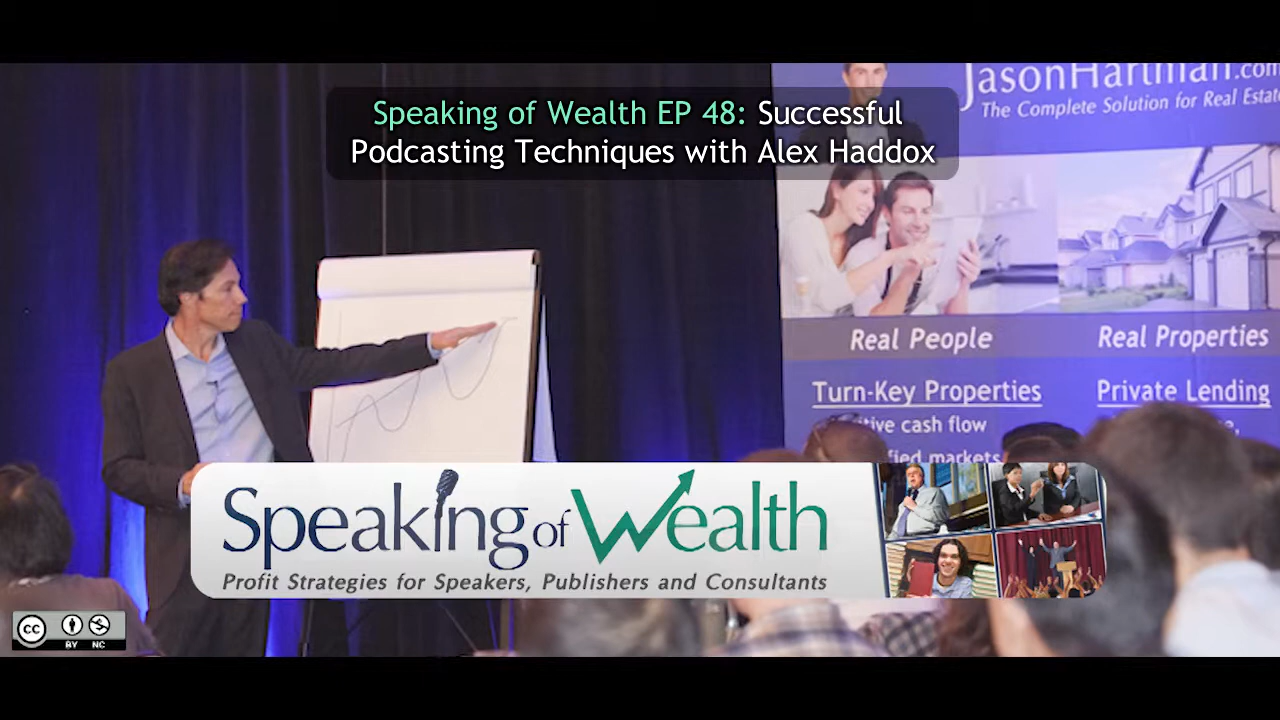 Speaking of Wealth EP 48: Successful
Podcasting Techniques with Alex Haddox
JasonHartman.com
The Complete Solution for Real Estate
Real People
Real Properties
Turn-Key Properties
Private Lending
cash flow
markets
Speaking of Wealth
Profit Strategies for Speakers, Publishers and Consultants
cc
BY NC